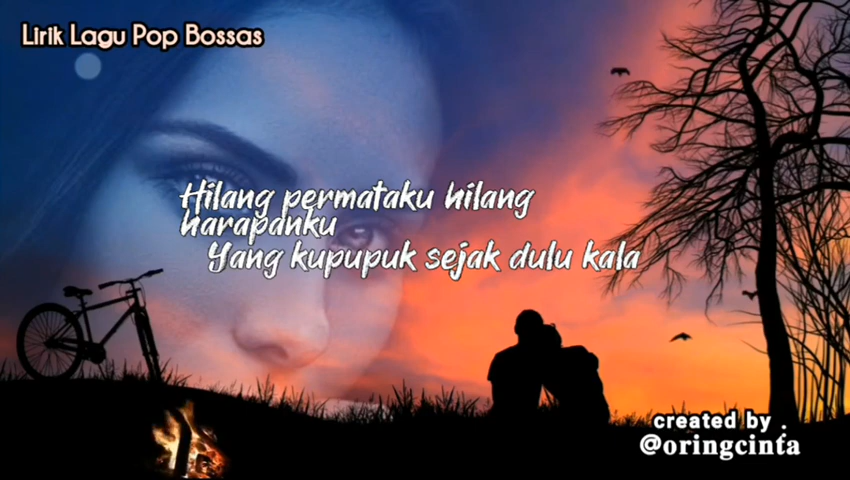 Lirik Lagu Pop Bossas
Hilang permataku hilang
harapanku
Yang kupupuk sejak dulu kala
created by .
@oringcinta